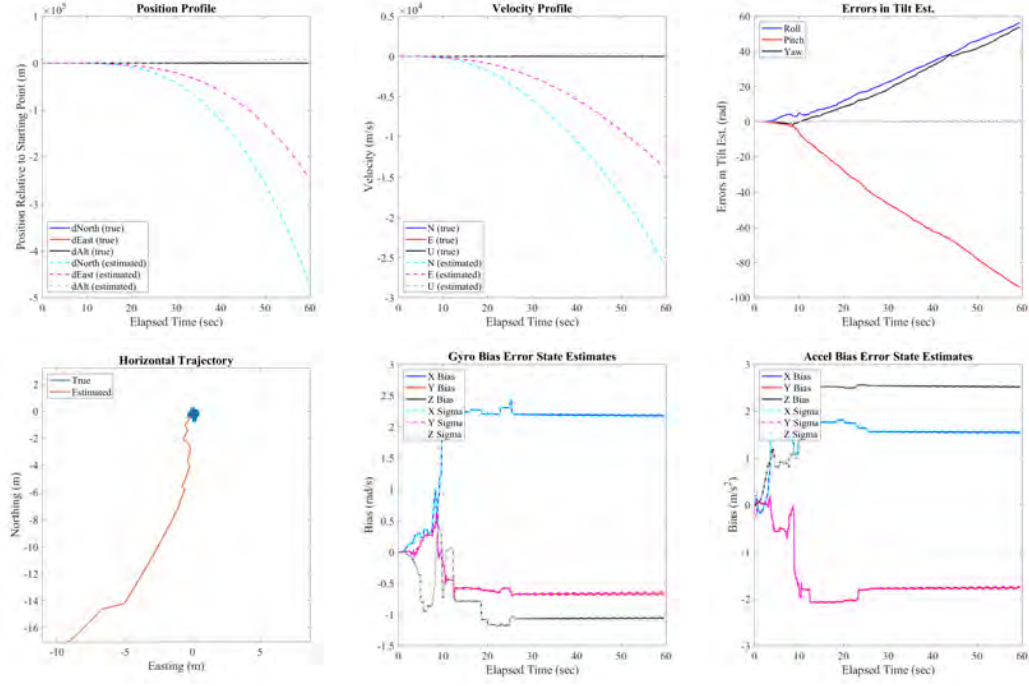 Position Profile
×10⁵
1
0
-1
-2
-3
-4
-5
Position Relative to Starting Point (m)
dNorth (true)
dEast (true)
dAlt (true)
dNorth (estimated)
dEast (estimated)
dAlt (estimated)
0 10 20 30 40 50 60
Elapsed Time (sec)
Velocity Profile
×10⁴
0.5
0
-0.5
-1
-1.5
-2
-2.5
-3
Velocity (m/s)
N (true)
E (true)
U (true)
N (estimated)
E (estimated)
U (estimated)
0 10 20 30 40 50 60
Elapsed Time (sec)
Errors in Tilt Est.
60
40
20
0
-20
-40
-60
-80
-100
Errors in Tilt Est. (rad)
Roll
Pitch
Yaw
0 10 20 30 40 50 60
Elapsed Time (sec)
Horizontal Trajectory
2
0
-2
-4
-6
-8
-10
-12
-14
-16
Northing (m)
True
Estimated
-10 -5 0 5
Easting (m)
Gyro Bias Error State Estimates
3
2.5
2
1.5
1
0.5
0
-0.5
-1
-1.5
Bias (rad/s)
X Bias
Y Bias
Z Bias
X Sigma
Y Sigma
Z Sigma
0 10 20 30 40 50 60
Elapsed Time (sec)
Accel Bias Error State Estimates
3
2
1
0
-1
-2
-3
Bias (m/s²)
X Bias
Y Bias
Z Bias
X Sigma
Y Sigma
Z Sigma
0 10 20 30 40 50 60
Elapsed Time (sec)